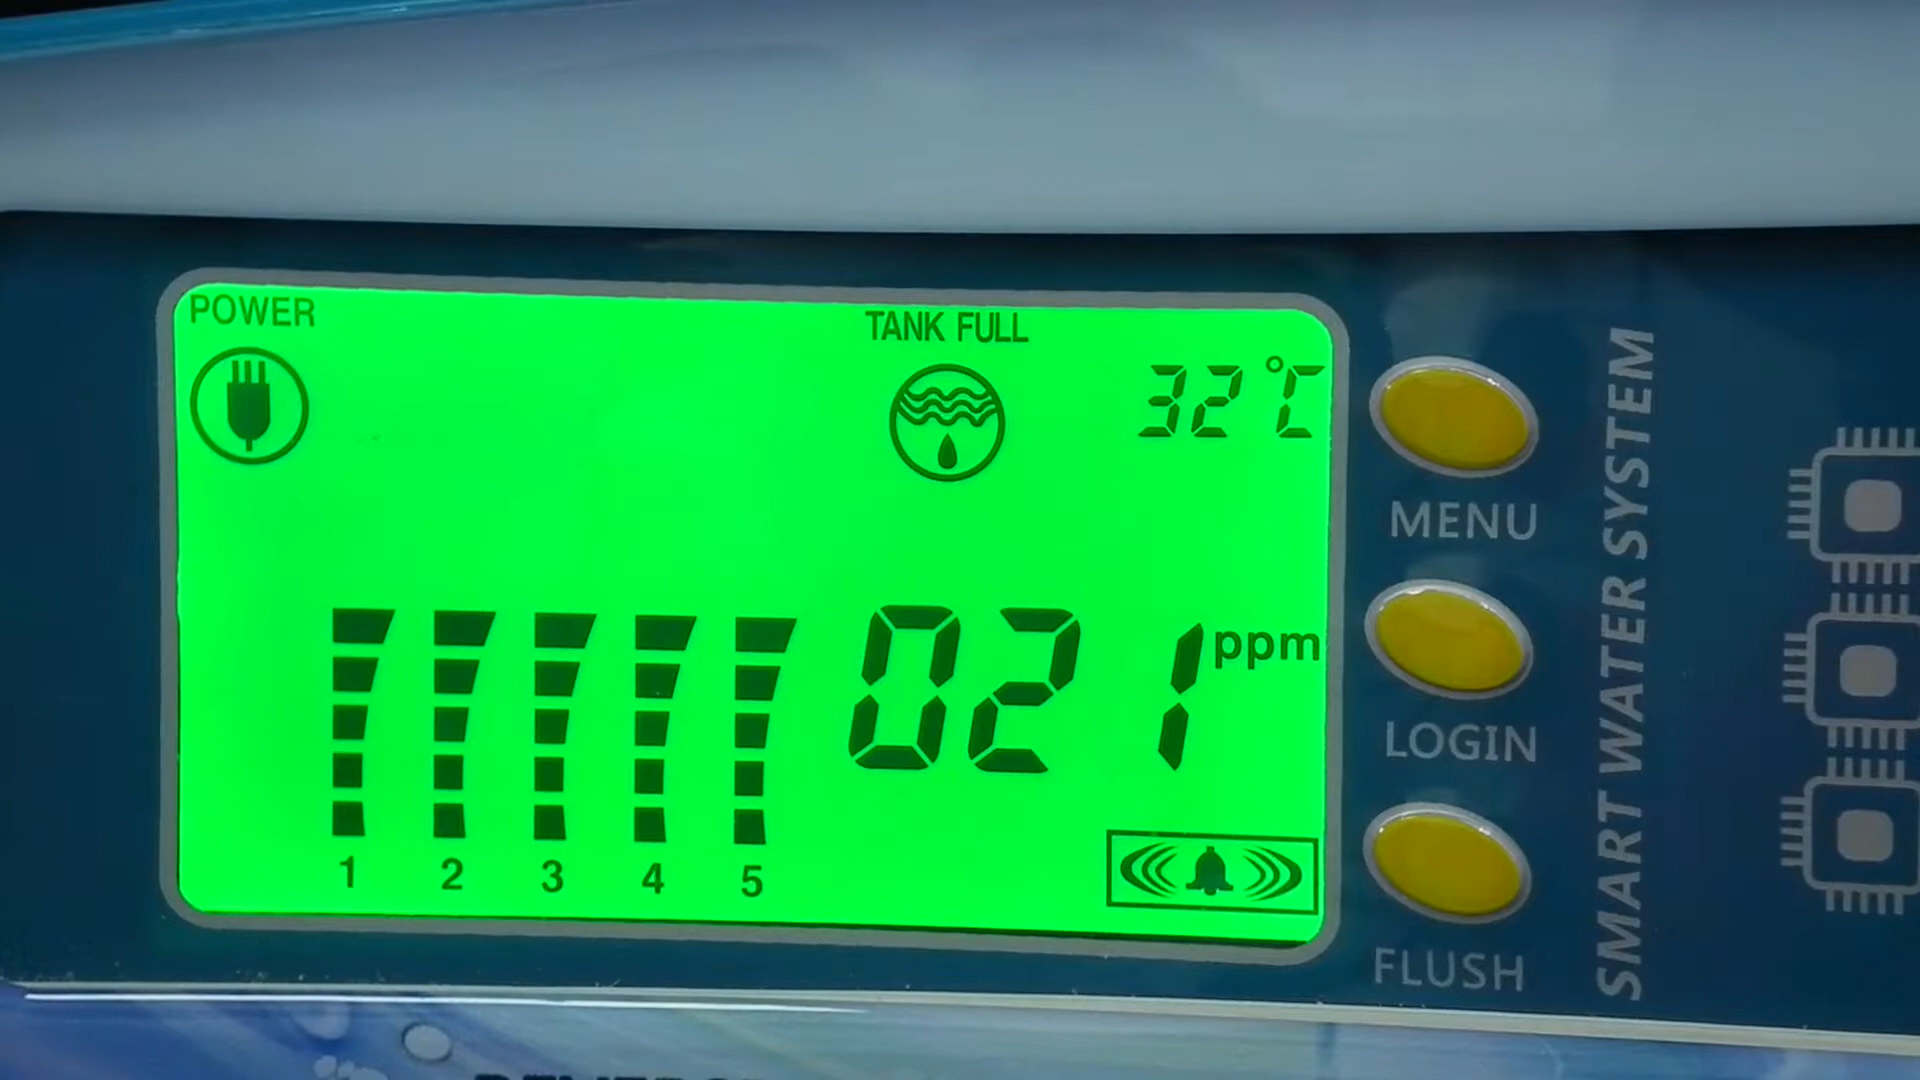 POWER
TANK FULL
32°C
021 ppm
1 2 3 4 5
MENU
LOGIN
FLUSH
SMART WATER SYSTEM